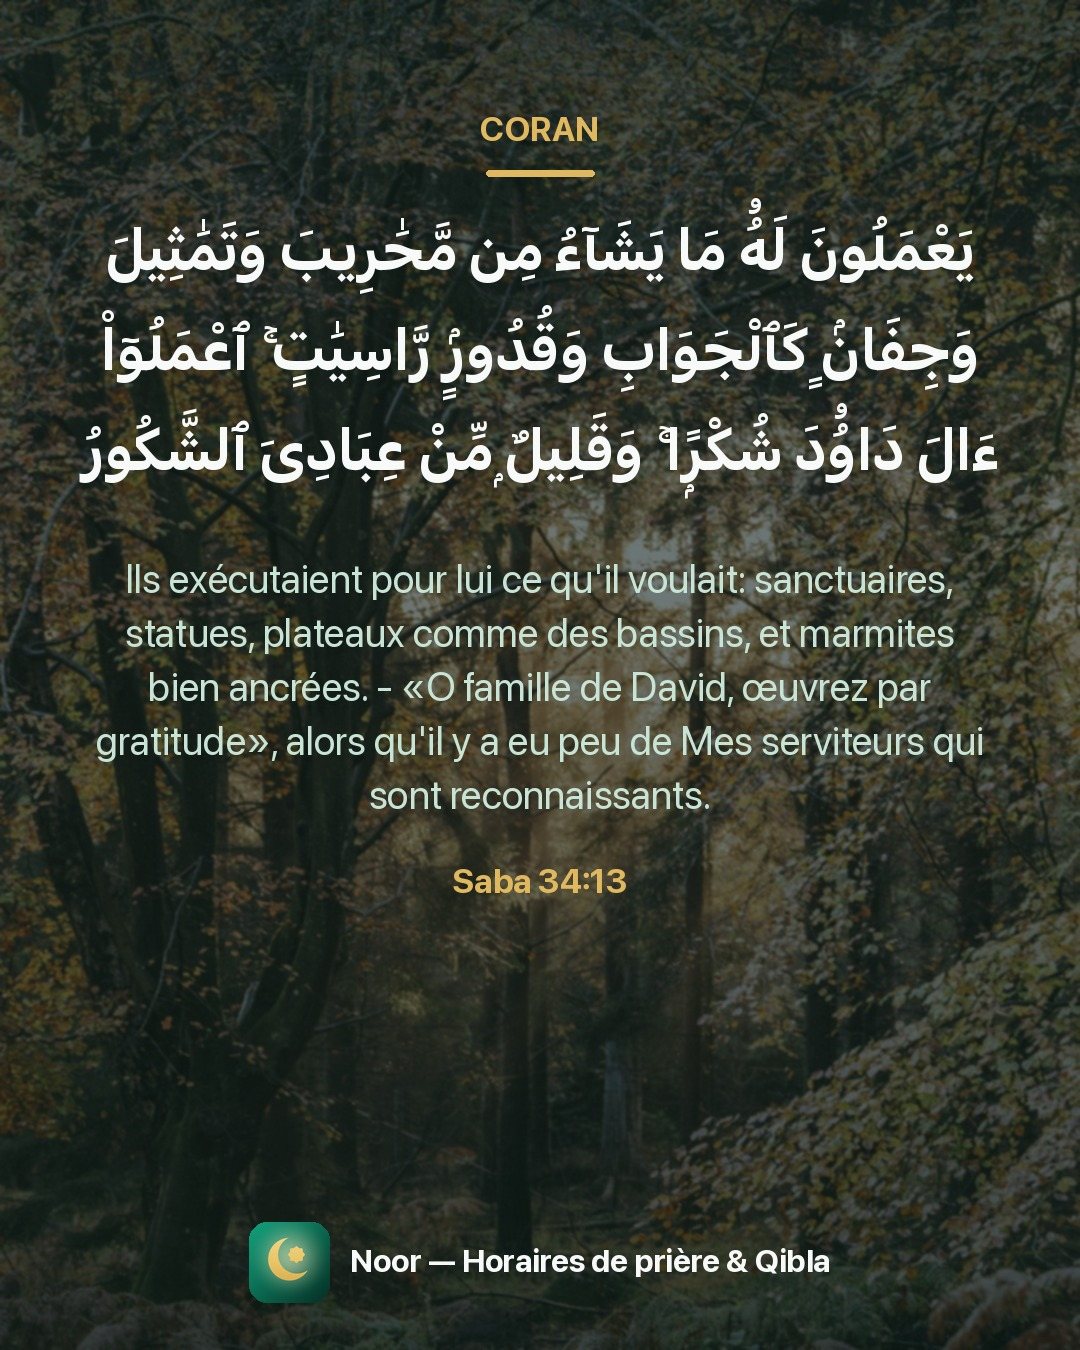 CORAN
يَعْمَلُونَ لَهُۥ مَا يَشَآءُ مِن مَّحَٰرِيبَ وَتَمَٰثِيلَ
وَجِفَانٍۢ كَٱلْجَوَابِ وَقُدُورٍۢ رَّاسِيَٰتٍ ۚ ٱعْمَلُوٓا۟
ءَالَ دَاوُۥدَ شُكْرًۭا ۚ وَقَلِيلٌۭ مِّنْ عِبَادِىَ ٱلشَّكُورُ
Ils exécutaient pour lui ce qu'il voulait: sanctuaires,
statues, plateaux comme des bassins, et marmites
bien ancrées. - «O famille de David, œuvrez par
gratitude», alors qu'il y a eu peu de Mes serviteurs qui
sont reconnaissants.
Saba 34:13
Noor — Horaires de prière & Qibla